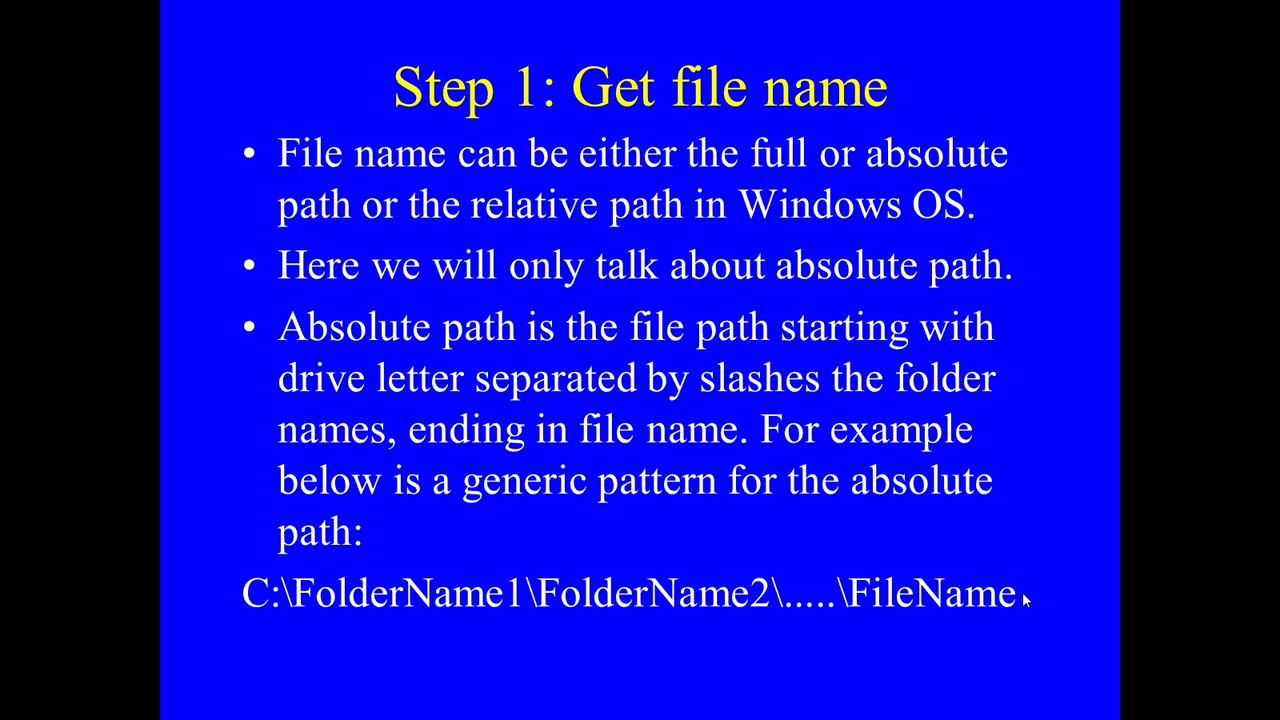 Step 1: Get file name
• File name can be either the full or absolute
path or the relative path in Windows OS.
• Here we will only talk about absolute path.
• Absolute path is the file path starting with
drive letter separated by slashes the folder
names, ending in file name. For example
below is a generic pattern for the absolute
path:
C:\FolderName1\FolderName2\.....\FileName